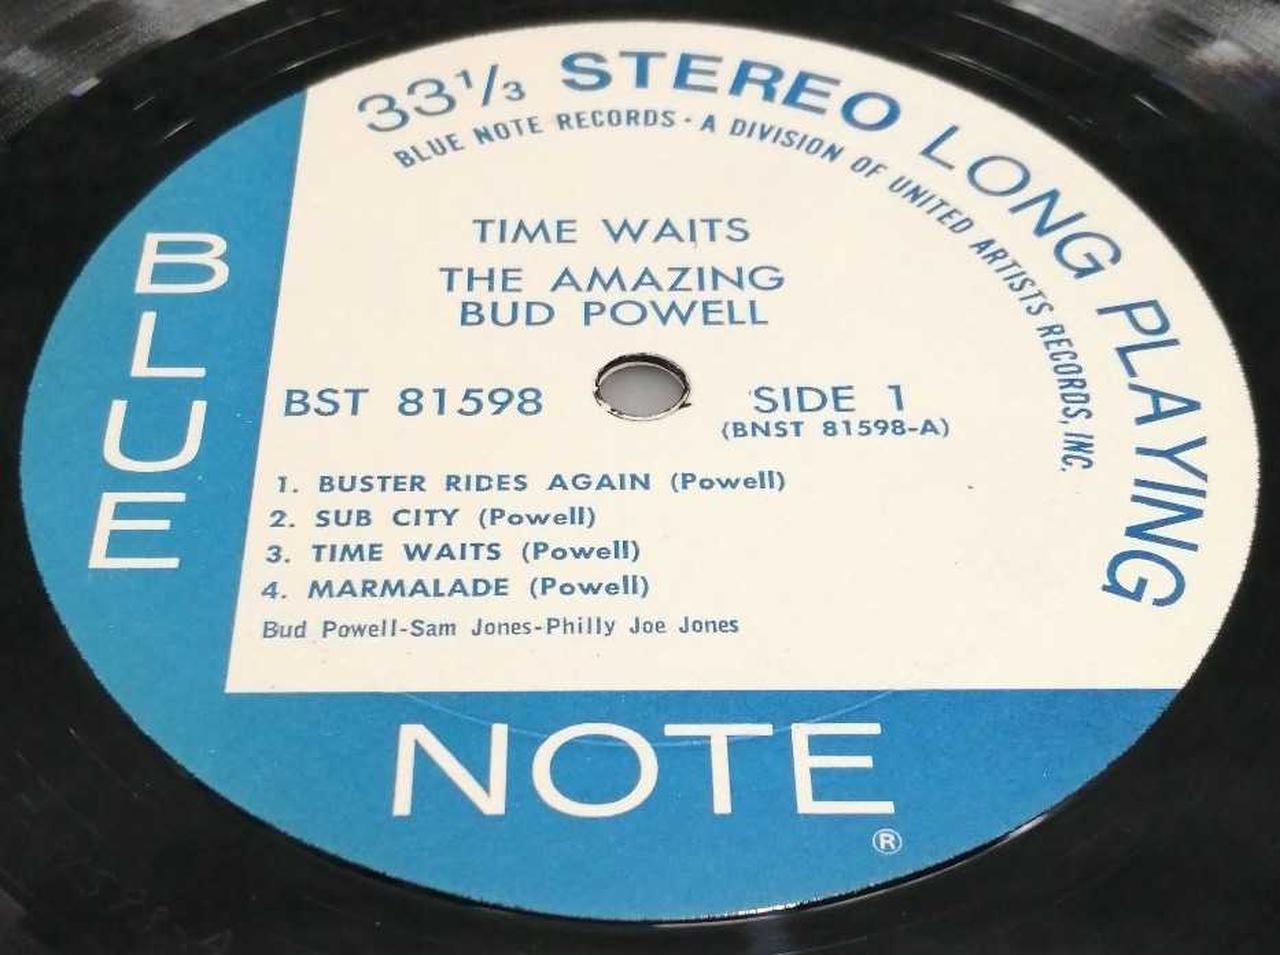 33 1/3 STEREO LONG PLAYING
BLUE NOTE RECORDS · A DIVISION OF UNITED ARTISTS RECORDS, INC.
TIME WAITS
THE AMAZING
BUD POWELL
BST 81598
SIDE 1
(BNST 81598-A)
1. BUSTER RIDES AGAIN (Powell)
2. SUB CITY (Powell)
3. TIME WAITS (Powell)
4. MARMALADE (Powell)
Bud Powell-Sam Jones-Philly Joe Jones
BLUE
NOTE
®